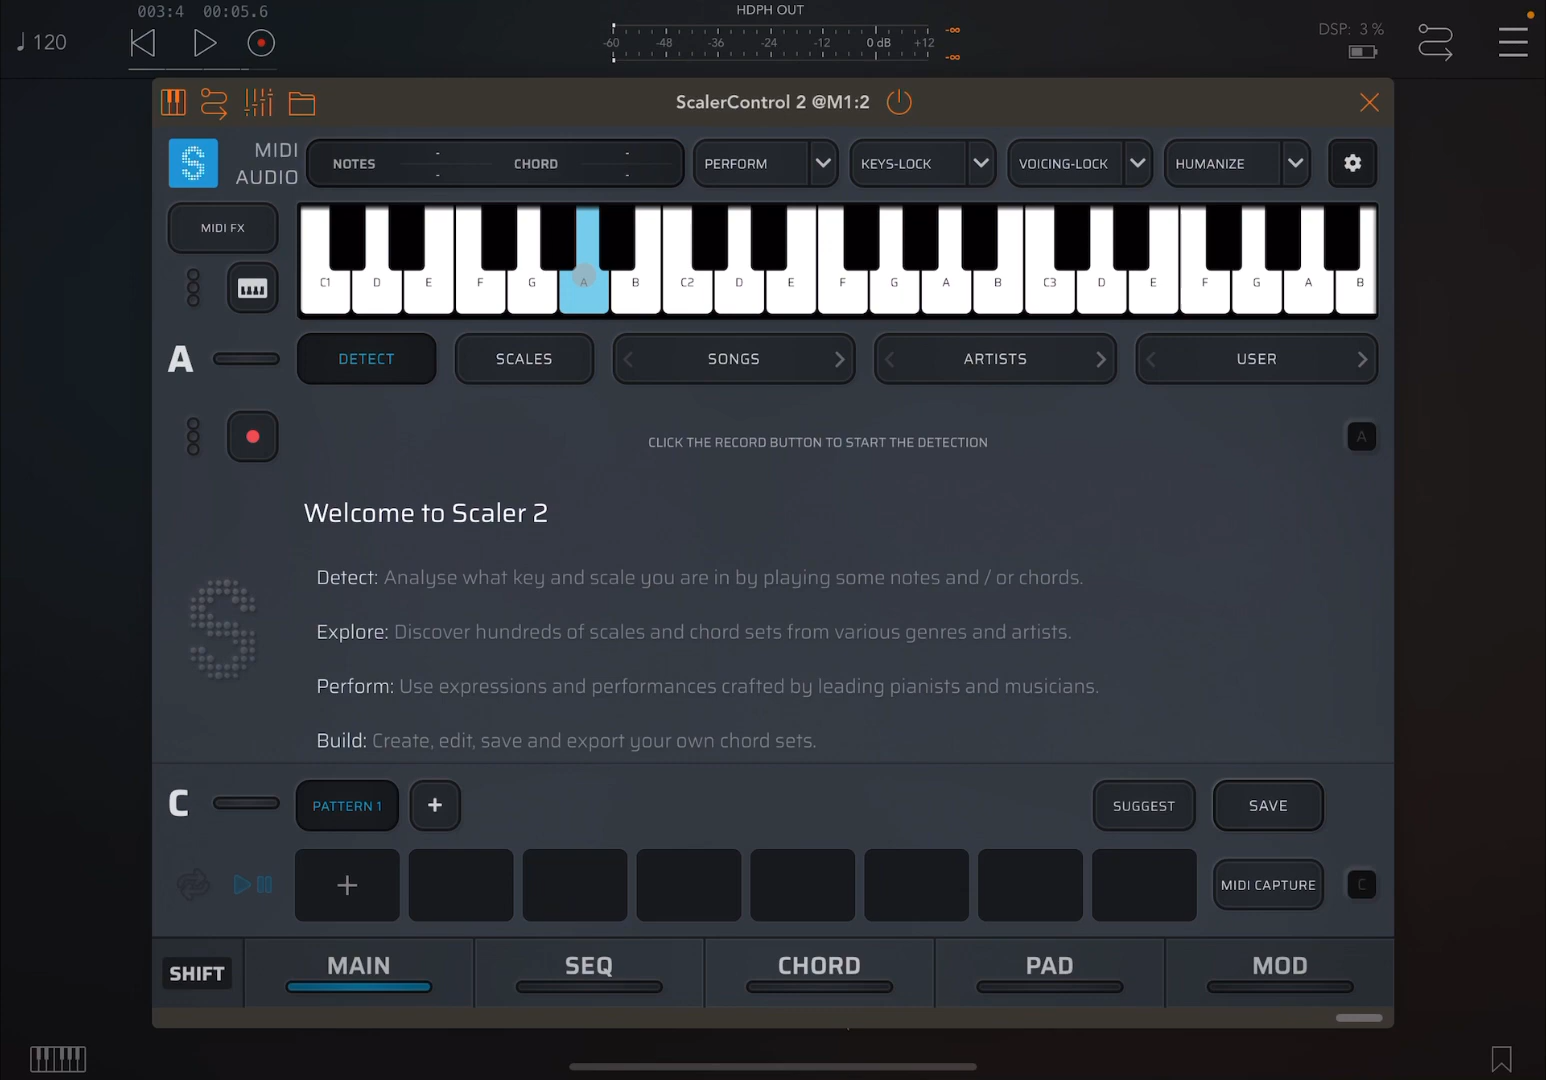 003:4 00:05.6
HDPH OUT
♩ 120
-60 -48 -36 -24 -12 0 dB +12
-∞
-∞
DSP: 3 %
ScalerControl 2 @M1:2
S
MIDI
AUDIO
NOTES - - CHORD - -
PERFORM
KEYS-LOCK
VOICING-LOCK
HUMANIZE
MIDI FX
C1 D E F G A B C2 D E F G A B C3 D E F G A B
A
DETECT SCALES SONGS ARTISTS USER
CLICK THE RECORD BUTTON TO START THE DETECTION
A
Welcome to Scaler 2
Detect: Analyse what key and scale you are in by playing some notes and / or chords.
Explore: Discover hundreds of scales and chord sets from various genres and artists.
S
Perform: Use expressions and performances crafted by leading pianists and musicians.
Build: Create, edit, save and export your own chord sets.
C
PATTERN 1 + SUGGEST SAVE
+ MIDI CAPTURE C
SHIFT MAIN SEQ CHORD PAD MOD